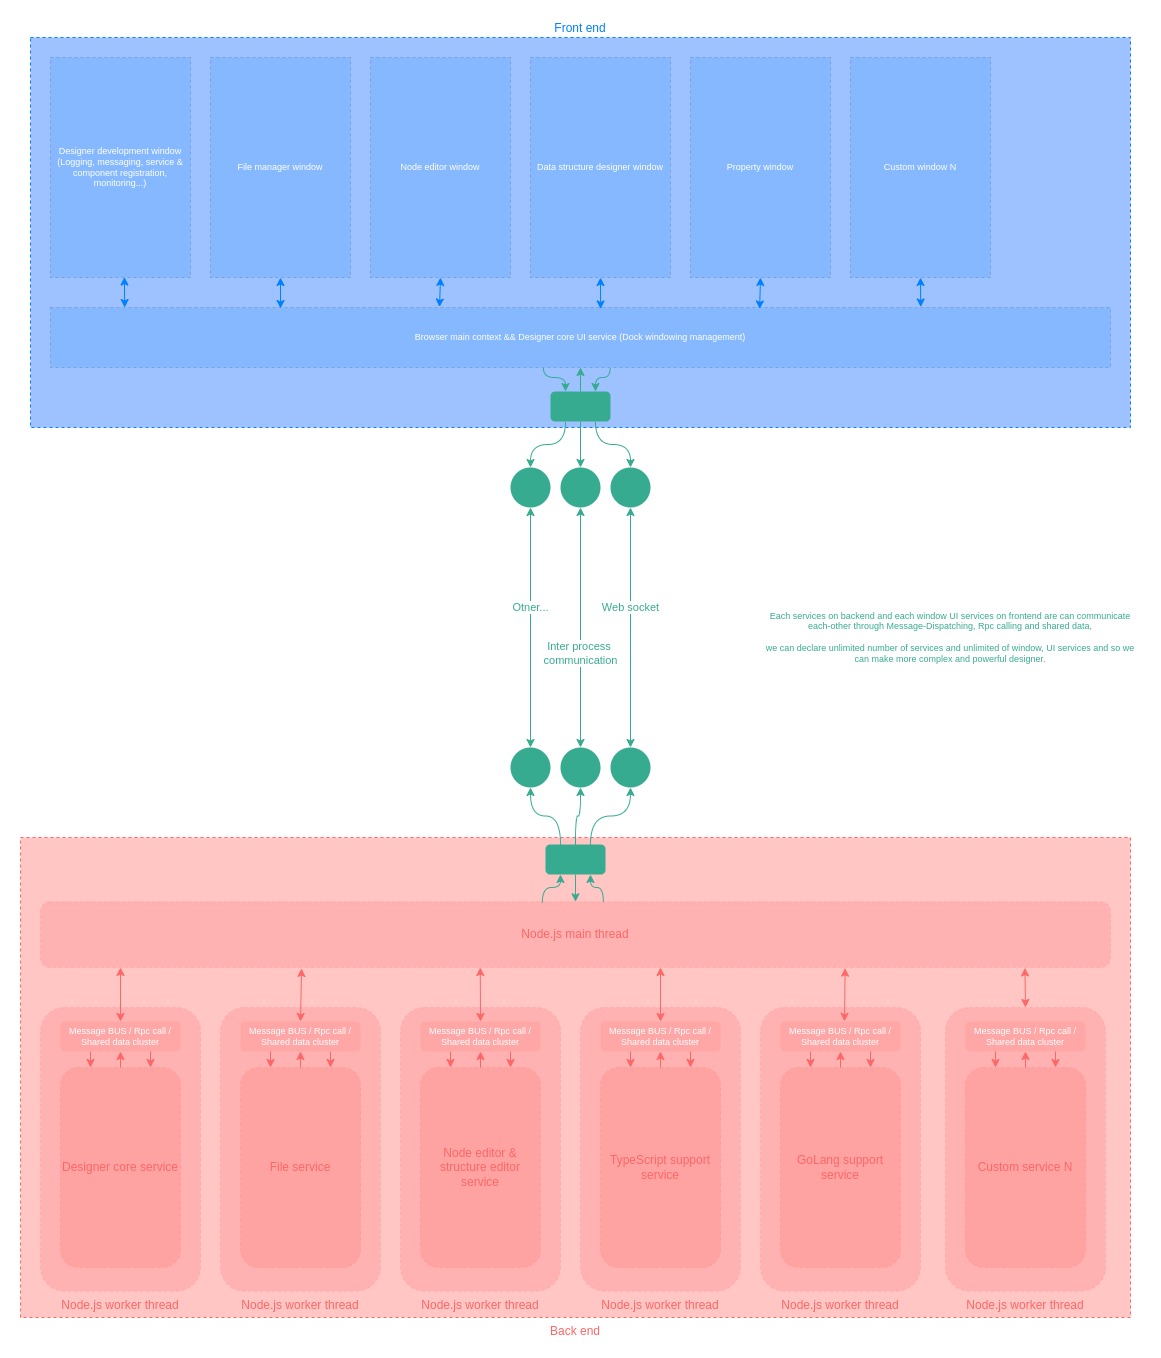 Front end
Designer development window
(Logging, messaging, service &
component registration,
monitoring...)
File manager window
Node editor window
Data structure designer window
Property window
Custom window N
Browser main context && Designer core UI service (Dock windowing management)
Otner...
Web socket
Inter process
communication
Each services on backend and each window UI services on frontend are can communicate
each-other through Message-Dispatching, Rpc calling and shared data,
we can declare unlimited number of services and unlimited of window, UI services and so we
can make more complex and powerful designer.
Node.js main thread
Message BUS / Rpc call /
Shared data cluster
Message BUS / Rpc call /
Shared data cluster
Message BUS / Rpc call /
Shared data cluster
Message BUS / Rpc call /
Shared data cluster
Message BUS / Rpc call /
Shared data cluster
Message BUS / Rpc call /
Shared data cluster
Designer core service
File service
Node editor &
structure editor
service
TypeScript support
service
GoLang support
service
Custom service N
Node.js worker thread
Node.js worker thread
Node.js worker thread
Node.js worker thread
Node.js worker thread
Node.js worker thread
Back end